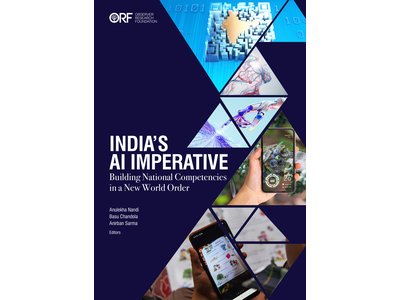 ORF
OBSERVER
RESEARCH
FOUNDATION
INDIA'S
AI IMPERATIVE
Building National Competencies
in a New World Order
Anulekha Nandi
Basu Chandola
Anirban Sarma
Editors